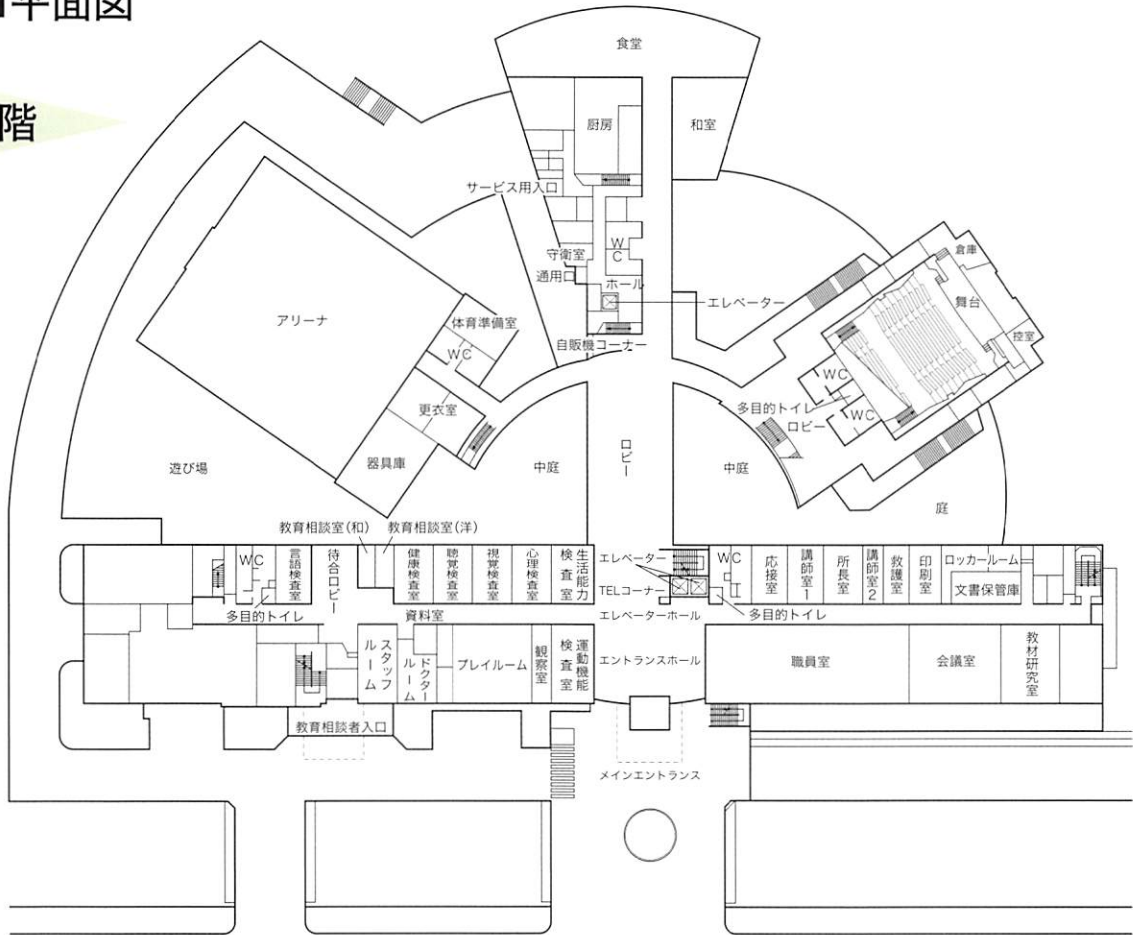 平面図
階
食堂
厨房
和室
サービス用入口
守衛室
WC
倉庫
通用口
ホール
舞台
エレベーター
アリーナ
体育準備室
控室
自販機コーナー
WC
WC
多目的トイレ
更衣室
WC
ロビー
ロビー
器具庫
遊び場
中庭
中庭
庭
教育相談室(和)
教育相談室(洋)
WC
言語検査室
待合ロビー
健康検査室
聴覚検査室
視覚検査室
心理検査室
生活能力検査室
エレベーター
TELコーナー
WC
応接室
講師室1
所長室
講師室2
救護室
印刷室
ロッカールーム
文書保管庫
多目的トイレ
資料室
エレベーターホール
多目的トイレ
スタッフルーム
ドクタールーム
プレイルーム
観察室
運動機能検査室
エントランスホール
職員室
会議室
教材研究室
教育相談者入口
メインエントランス